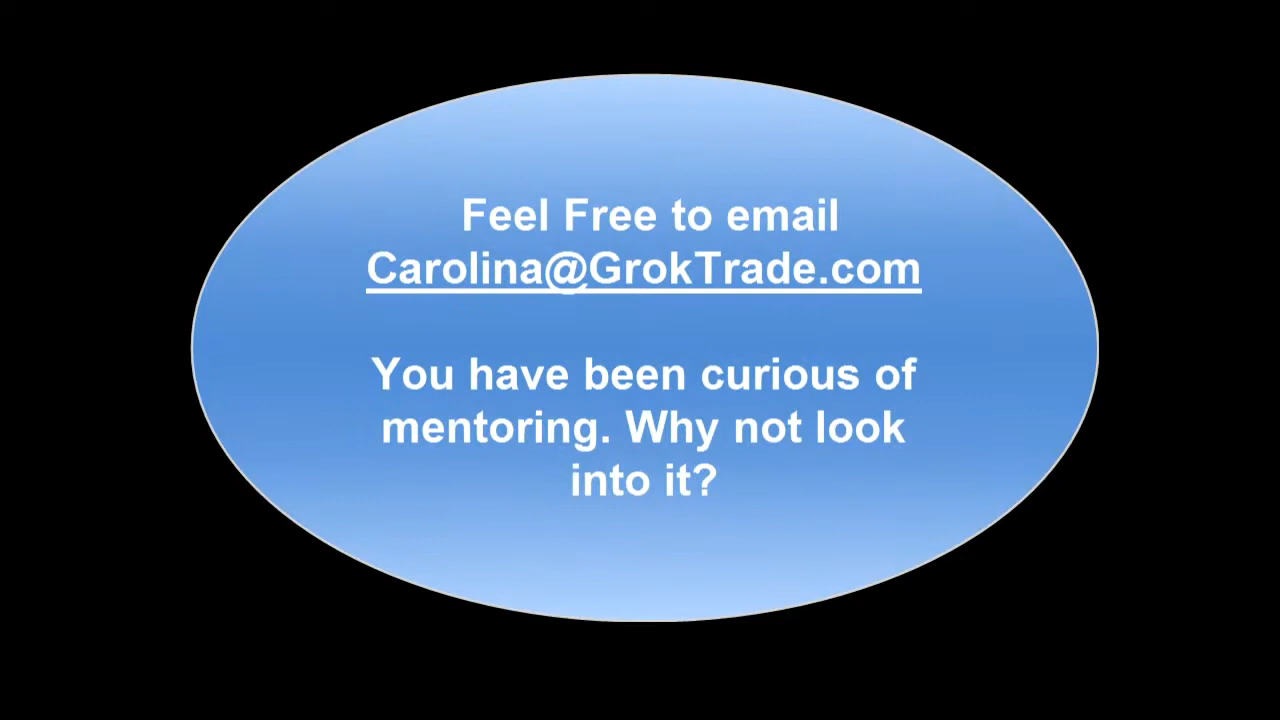 Feel Free to email
Carolina@GrokTrade.com
You have been curious of
mentoring. Why not look
into it?